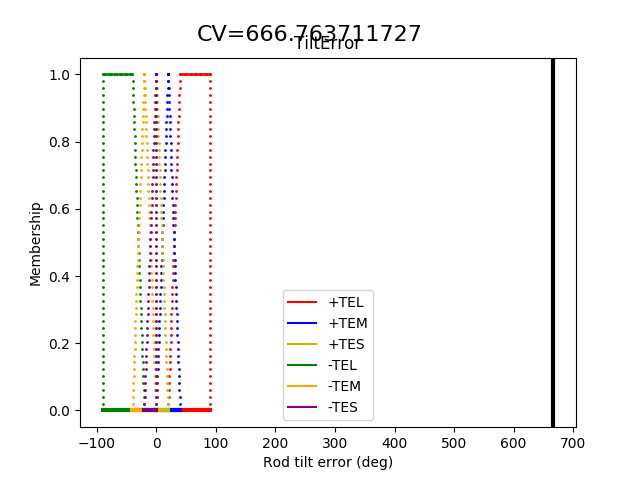 CV=666.763711727
TiltError
1.0
0.8
0.6
0.4
0.2
0.0
Membership
+TEL
+TEM
+TES
-TEL
-TEM
-TES
−100
0
100
200
300
400
500
600
700
Rod tilt error (deg)